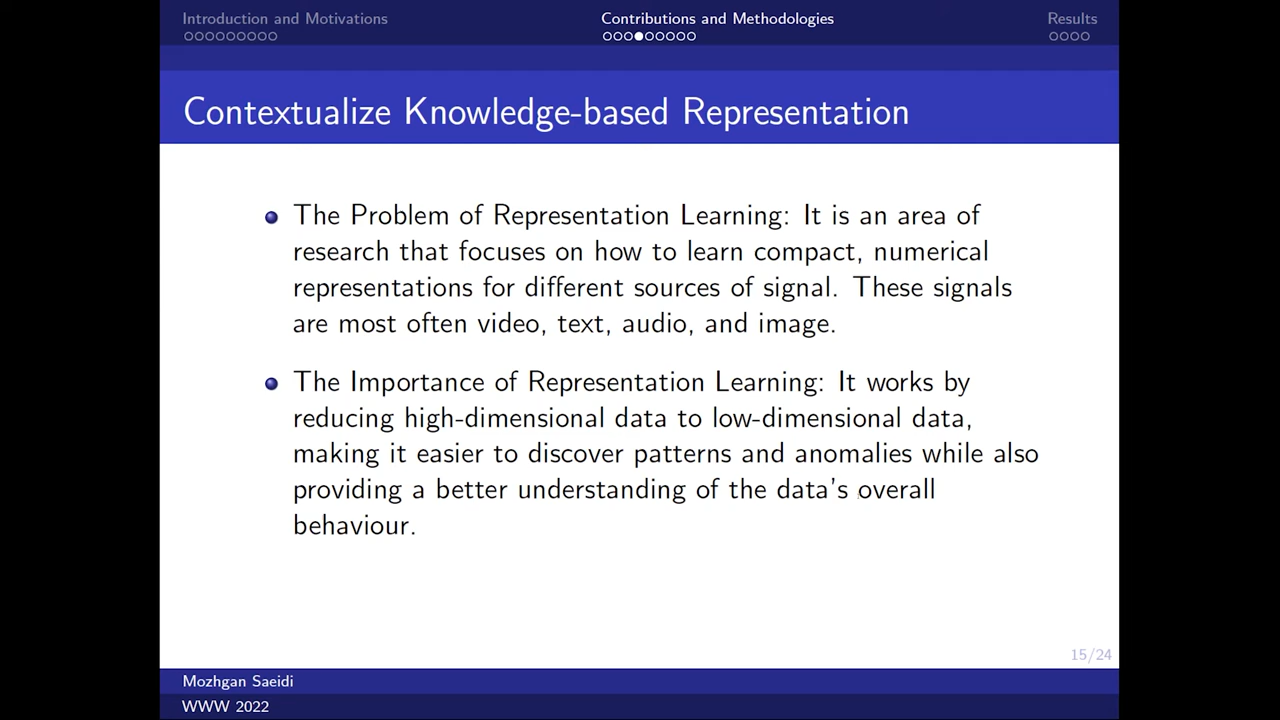 Introduction and Motivations
Contributions and Methodologies
Results
Contextualize Knowledge-based Representation
The Problem of Representation Learning: It is an area of
research that focuses on how to learn compact, numerical
representations for different sources of signal. These signals
are most often video, text, audio, and image.
The Importance of Representation Learning: It works by
reducing high-dimensional data to low-dimensional data,
making it easier to discover patterns and anomalies while also
providing a better understanding of the data's overall
behaviour.
15/24
Mozhgan Saeidi
WWW 2022